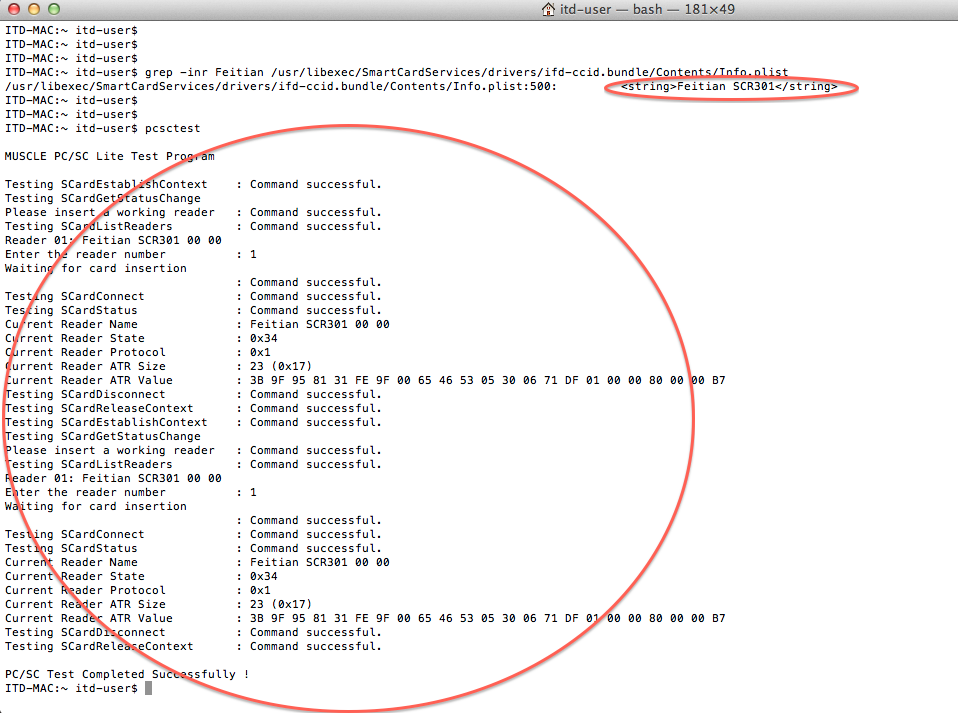 itd-user — bash — 181×49
ITD-MAC:~ itd-user$
ITD-MAC:~ itd-user$
ITD-MAC:~ itd-user$
ITD-MAC:~ itd-user$ grep -inr Feitian /usr/libexec/SmartCardServices/drivers/ifd-ccid.bundle/Contents/Info.plist
/usr/libexec/SmartCardServices/drivers/ifd-ccid.bundle/Contents/Info.plist:500:         <string>Feitian SCR301</string>
ITD-MAC:~ itd-user$
ITD-MAC:~ itd-user$
ITD-MAC:~ itd-user$ pcsctest
MUSCLE PC/SC Lite Test Program
Testing SCardEstablishContext    : Command successful.
Testing SCardGetStatusChange
Please insert a working reader   : Command successful.
Testing SCardListReaders         : Command successful.
Reader 01: Feitian SCR301 00 00
Enter the reader number          : 1
Waiting for card insertion
                                 : Command successful.
Testing SCardConnect             : Command successful.
Testing SCardStatus              : Command successful.
Current Reader Name              : Feitian SCR301 00 00
Current Reader State             : 0x34
Current Reader Protocol          : 0x1
Current Reader ATR Size          : 23 (0x17)
Current Reader ATR Value         : 3B 9F 95 81 31 FE 9F 00 65 46 53 05 30 06 71 DF 01 00 00 80 00 00 B7
Testing SCardDisconnect          : Command successful.
Testing SCardReleaseContext      : Command successful.
Testing SCardEstablishContext    : Command successful.
Testing SCardGetStatusChange
Please insert a working reader   : Command successful.
Testing SCardListReaders         : Command successful.
Reader 01: Feitian SCR301 00 00
Enter the reader number          : 1
Waiting for card insertion
                                 : Command successful.
Testing SCardConnect             : Command successful.
Testing SCardStatus              : Command successful.
Current Reader Name              : Feitian SCR301 00 00
Current Reader State             : 0x34
Current Reader Protocol          : 0x1
Current Reader ATR Size          : 23 (0x17)
Current Reader ATR Value         : 3B 9F 95 81 31 FE 9F 00 65 46 53 05 30 06 71 DF 01 00 00 80 00 00 B7
Testing SCardDisconnect          : Command successful.
Testing SCardReleaseContext      : Command successful.
PC/SC Test Completed Successfully !
ITD-MAC:~ itd-user$